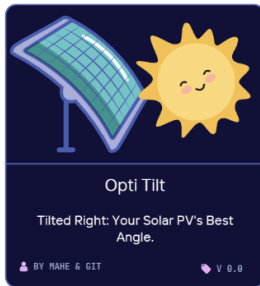 Opti Tilt
Tilted Right: Your Solar PV's Best
Angle.
BY MAHE & GIT
V 0.0